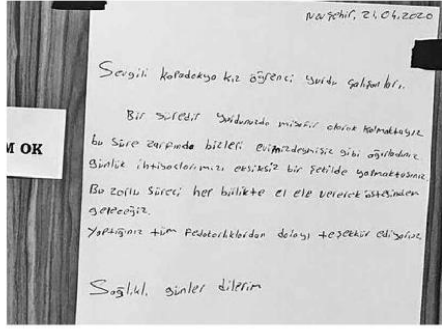 Nevşehir, 21.04.2020
Sevgili Kapadokya kız öğrenci yurdu çalışanları,
Bir süredir yurdunuzda misafir olarak kalmaktayız
bu süre zarfında bizleri evimizdeymişiz gibi ağırladınız
Günlük ihtiyaçlarımızı eksiksiz bir şekilde yapmaktasınız
Bu zorlu süreci hep birlikte el ele vererek üstesinden
geleceğiz.
Yaptığınız tüm fedakarlıklardan dolayı teşekkür ediyoruz
Sağlıklı günler dilerim
M OK